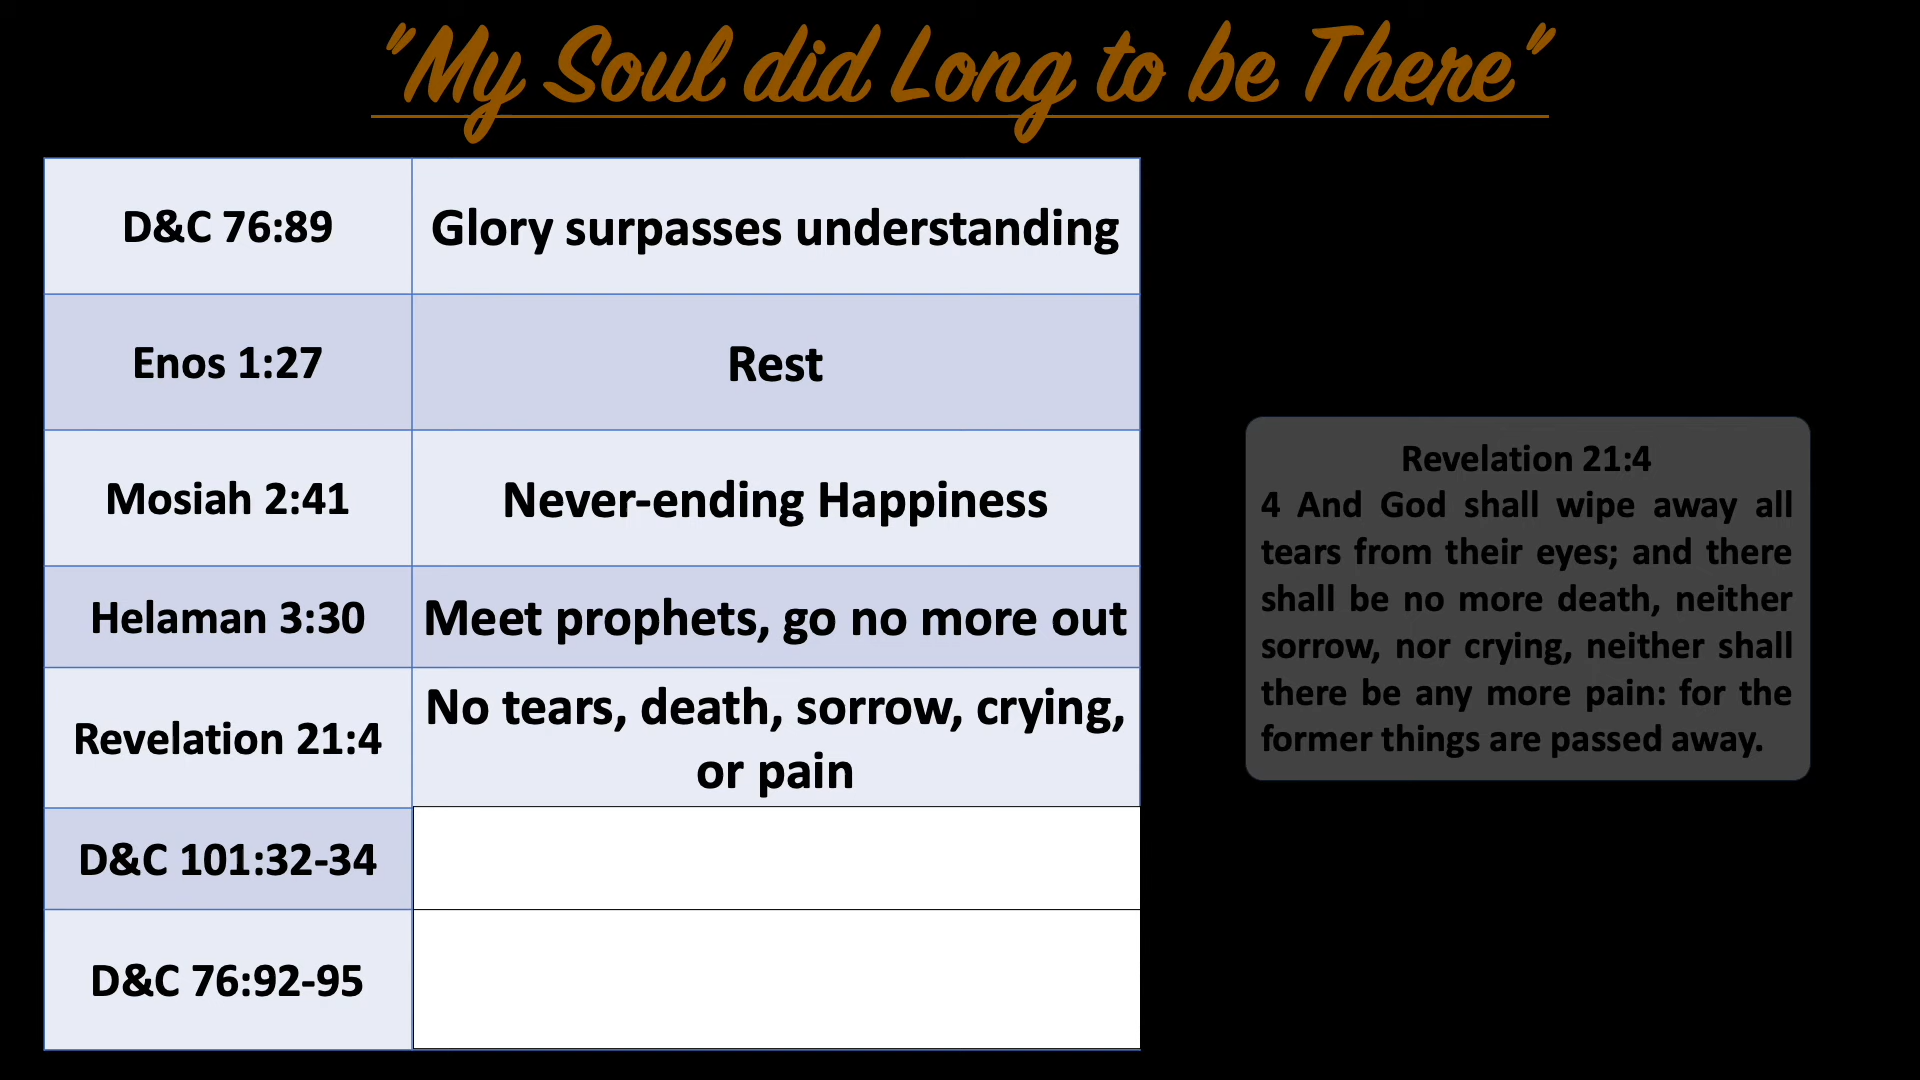 "My Soul did Long to be There"
D&C 76:89
Glory surpasses understanding
Enos 1:27
Rest
Mosiah 2:41
Never-ending Happiness
Helaman 3:30
Meet prophets, go no more out
Revelation 21:4
No tears, death, sorrow, crying,
or pain
D&C 101:32-34
D&C 76:92-95
Revelation 21:4
4 And God shall wipe away all
tears from their eyes; and there
shall be no more death, neither
sorrow, nor crying, neither shall
there be any more pain: for the
former things are passed away.